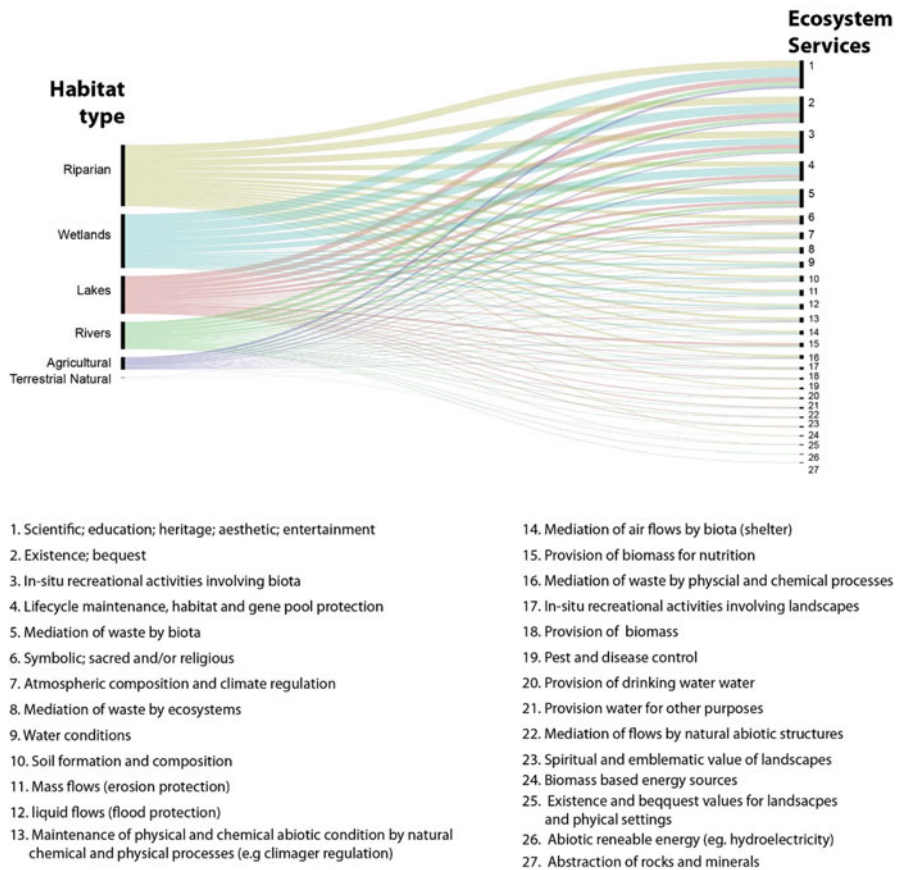 Ecosystem
Services
Habitat
type
Riparian
Wetlands
Lakes
Rivers
Agricultural
Terrestrial Natural
1
2
3
4
5
6
7
8
9
10
11
12
13
14
15
16
17
18
19
20
21
22
23
24
25
26
27
1. Scientific; education; heritage; aesthetic; entertainment
2. Existence; bequest
3. In-situ recreational activities involving biota
4. Lifecycle maintenance, habitat and gene pool protection
5. Mediation of waste by biota
6. Symbolic; sacred and/or religious
7. Atmospheric composition and climate regulation
8. Mediation of waste by ecosystems
9. Water conditions
10. Soil formation and composition
11. Mass flows (erosion protection)
12. liquid flows (flood protection)
13. Maintenance of physical and chemical abiotic condition by natural
chemical and physical processes (e.g climager regulation)
14. Mediation of air flows by biota (shelter)
15. Provision of biomass for nutrition
16. Mediation of waste by physcial and chemical processes
17. In-situ recreational activities involving landscapes
18. Provision of biomass
19. Pest and disease control
20. Provision of drinking water water
21. Provision water for other purposes
22. Mediation of flows by natural abiotic structures
23. Spiritual and emblematic value of landscapes
24. Biomass based energy sources
25. Existence and beqquest values for landsacpes
and phyical settings
26. Abiotic reneable energy (eg. hydroelectricity)
27. Abstraction of rocks and minerals